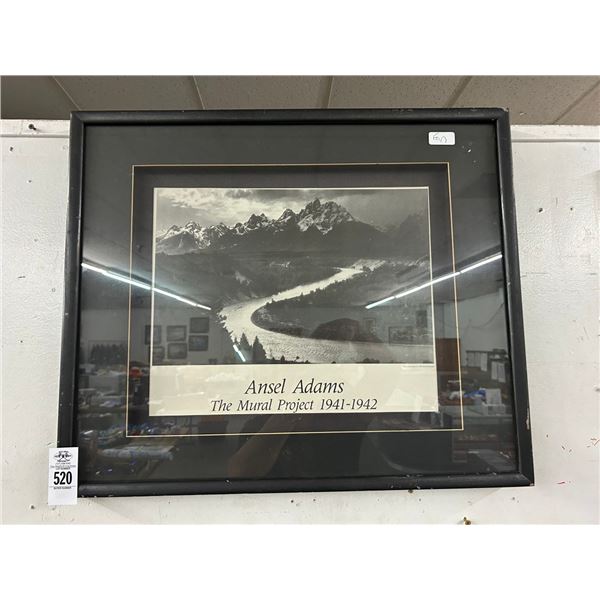 Ansel Adams
The Mural Project 1941-1942
520